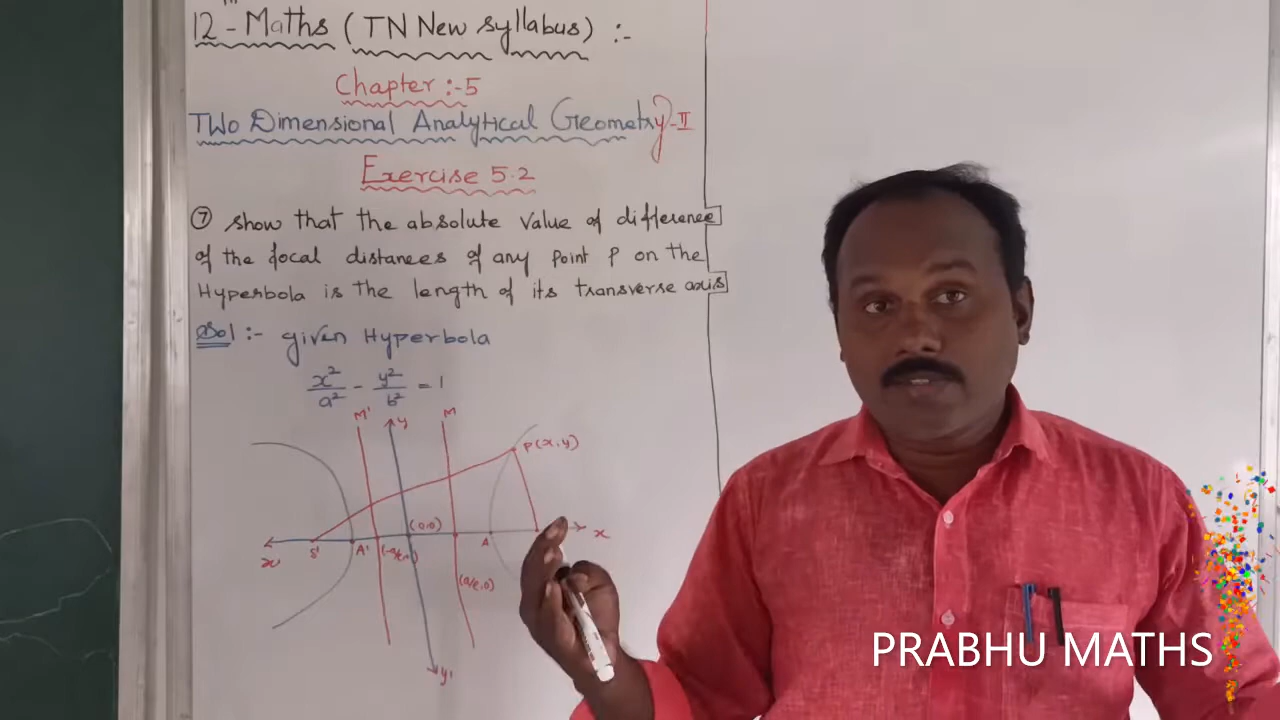 12th - Maths (TN New syllabus) :-
Chapter :-5
Two Dimensional Analytical Geometry-II
Exercise 5.2
⑦ show that the absolute value of difference
of the focal distances of any point P on the
Hyperbola is the length of its transverse axis
Sol :- given Hyperbola
x²/a² - y²/b² = 1
M' y M
P(x,y)
(0,0)
x' S' A' (-a/e,0) A x
(a/e,0)
y'
PRABHU MATHS